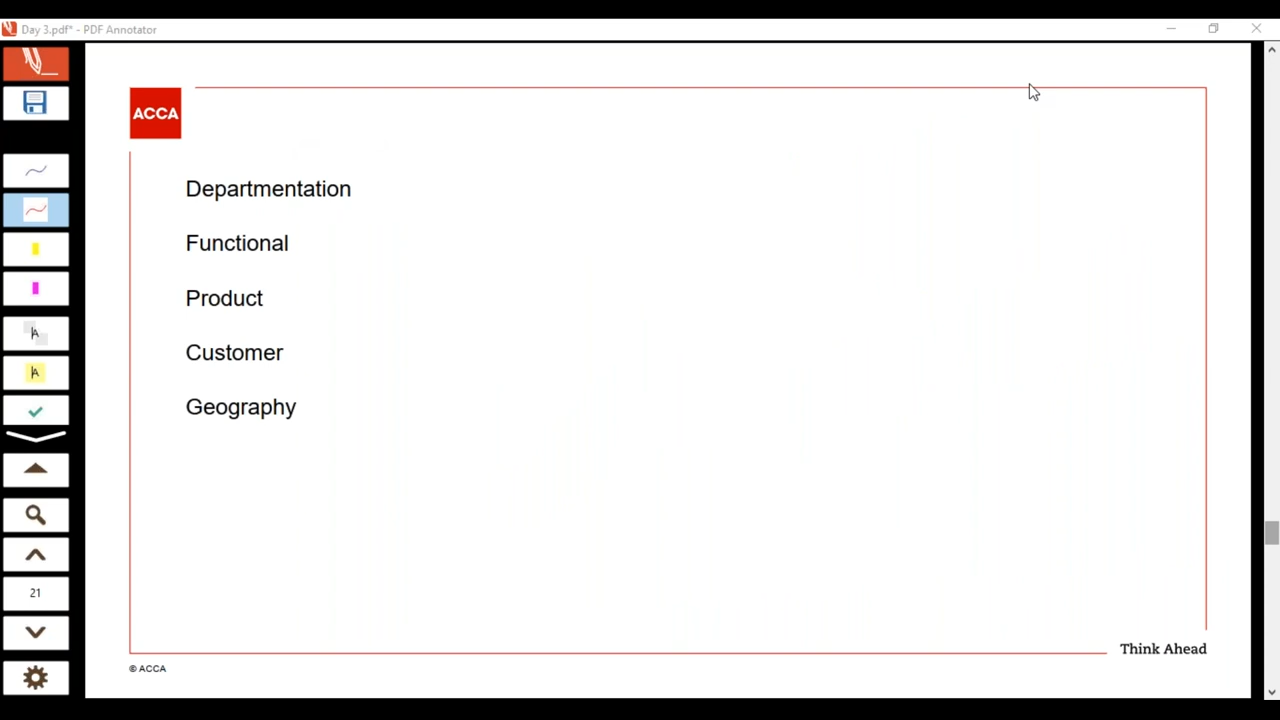 Day 3.pdf* - PDF Annotator
ACCA
Departmentation
Functional
Product
Customer
Geography
21
Think Ahead
© ACCA